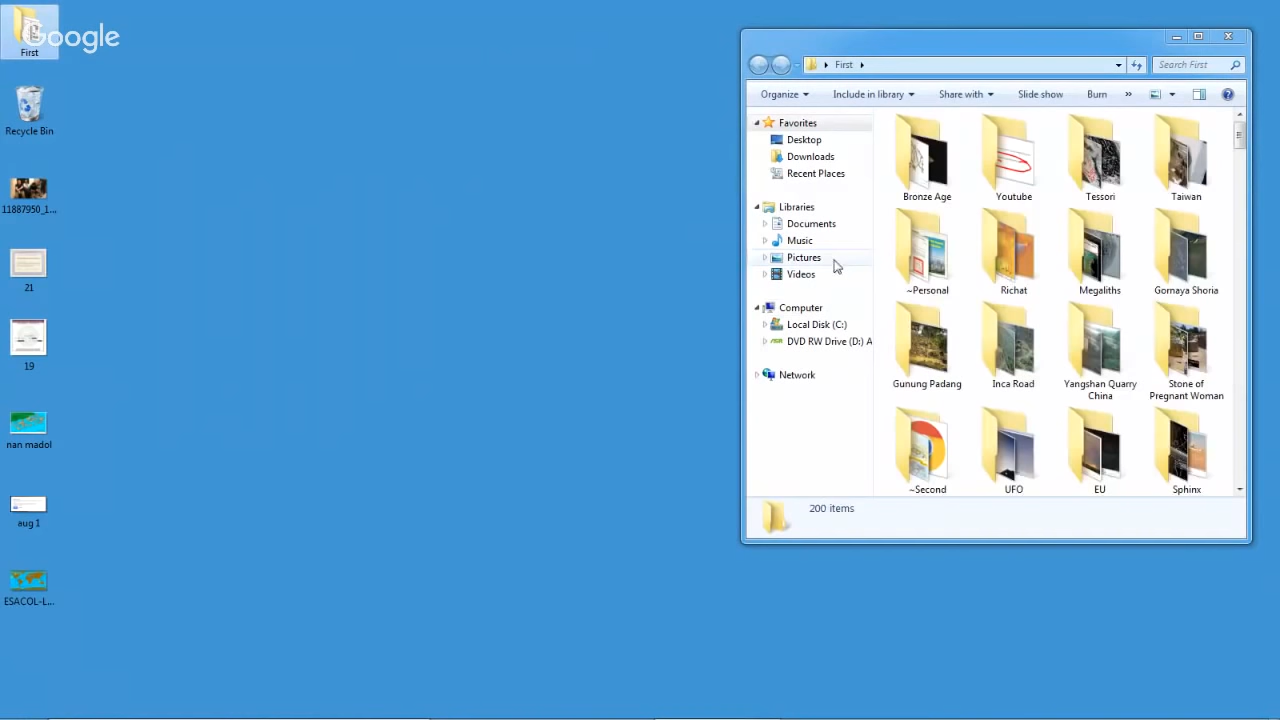 Google
First
Recycle Bin
11887950_1...
21
19
nan madol
aug 1
ESACOL-L...
First
Search First
Organize
Include in library
Share with
Slide show
Burn
»
Favorites
Desktop
Downloads
Recent Places
Libraries
Documents
Music
Pictures
Videos
Computer
Local Disk (C:)
DVD RW Drive (D:) A
Network
Bronze Age
Youtube
Tessori
Taiwan
~Personal
Richat
Megaliths
Gornaya Shoria
Gunung Padang
Inca Road
Yangshan Quarry
China
Stone of
Pregnant Woman
~Second
UFO
EU
Sphinx
200 items